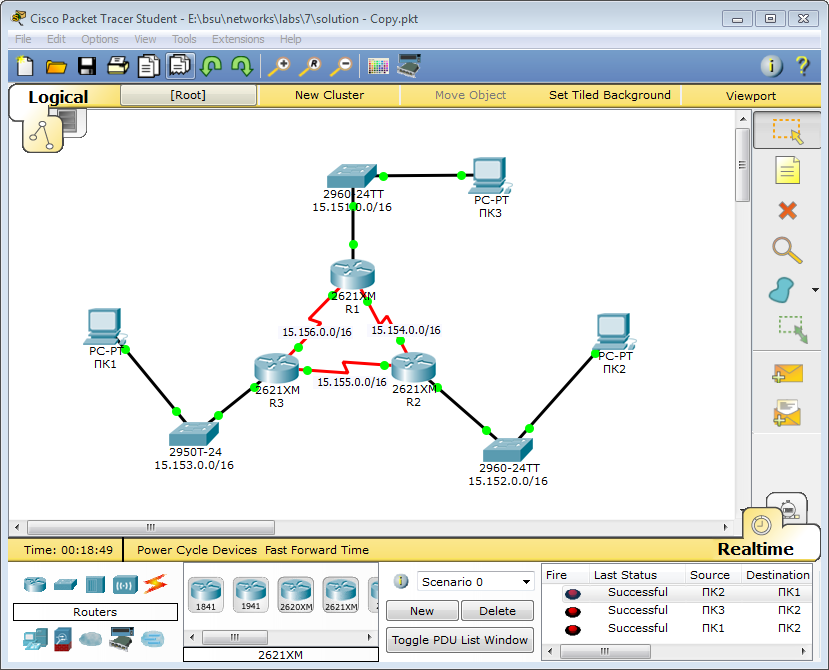 Cisco Packet Tracer Student - E:\bsu\networks\labs\7\solution - Copy.pkt
File Edit Options View Tools Extensions Help
Logical [Root] New Cluster Move Object Set Tiled Background Viewport
2960-24TT
15.151.0.0/16
PC-PT
ПК3
2621XM
R1
15.156.0.0/16
15.154.0.0/16
PC-PT
ПК1
PC-PT
ПК2
15.155.0.0/16
2621XM
R3
2621XM
R2
2950T-24
15.153.0.0/16
2960-24TT
15.152.0.0/16
Time: 00:18:49 Power Cycle Devices Fast Forward Time
Realtime
Routers
1841 1941 2620XM 2621XM
2621XM
Scenario 0
New Delete
Toggle PDU List Window
Fire Last Status Source Destination
Successful ПК2 ПК1
Successful ПК3 ПК2
Successful ПК1 ПК2